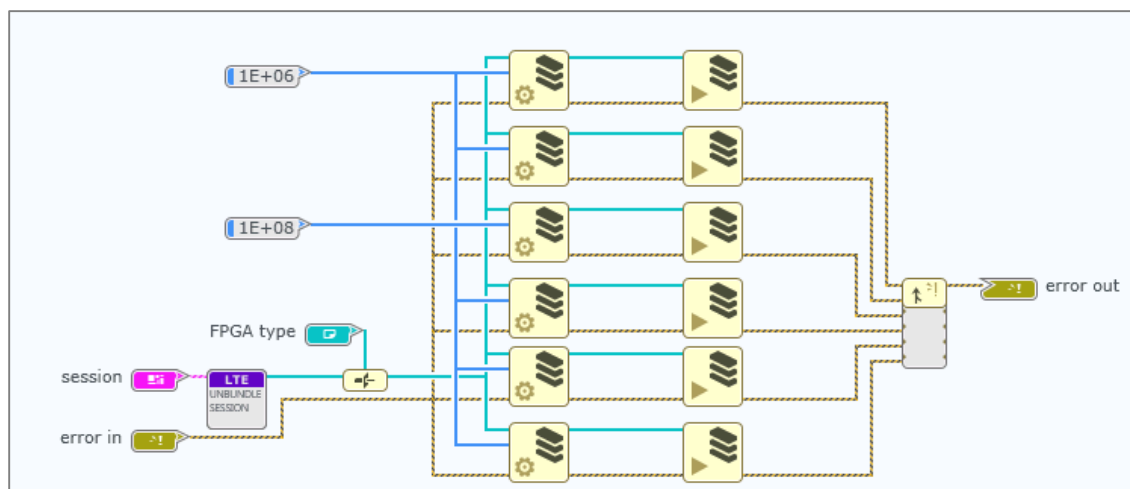 1E+06
1E+08
error out
FPGA type
session
LTE
UNBUNDLE
SESSION
error in